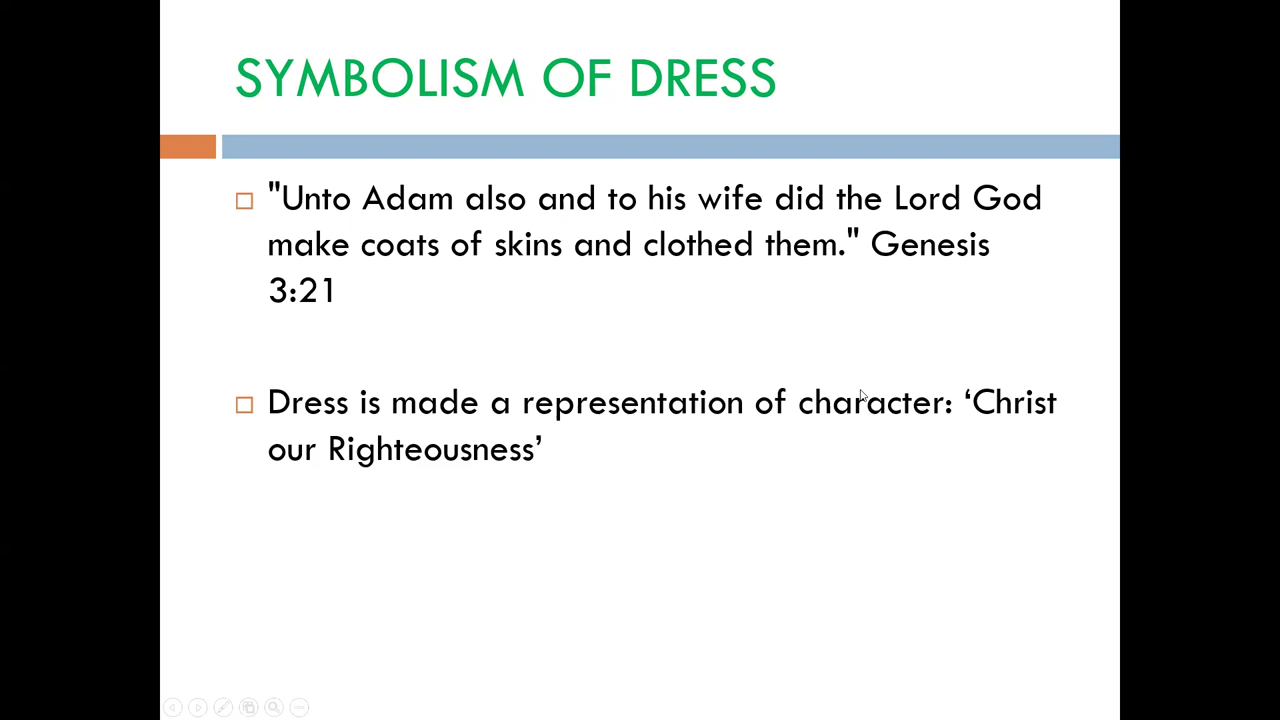 SYMBOLISM OF DRESS
"Unto Adam also and to his wife did the Lord God
make coats of skins and clothed them." Genesis
3:21
Dress is made a representation of character: ‘Christ
our Righteousness’